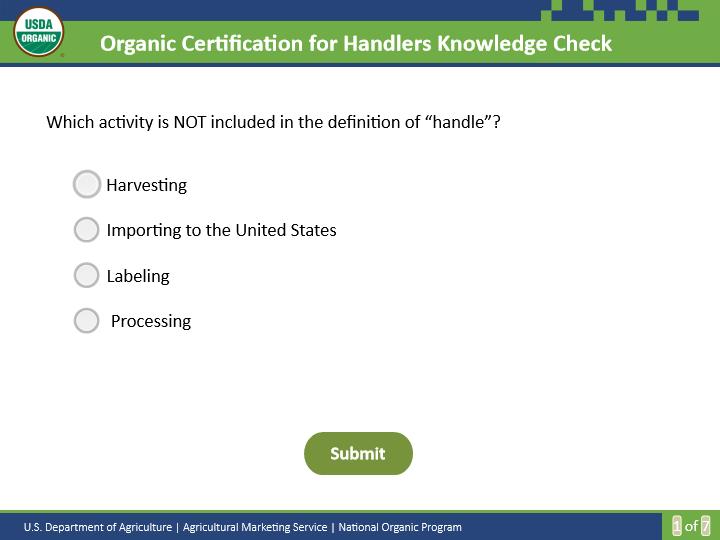 USDA
ORGANIC
Organic Certification for Handlers Knowledge Check
Which activity is NOT included in the definition of “handle”?
Harvesting
Importing to the United States
Labeling
Processing
Submit
U.S. Department of Agriculture | Agricultural Marketing Service | National Organic Program
1 of 7